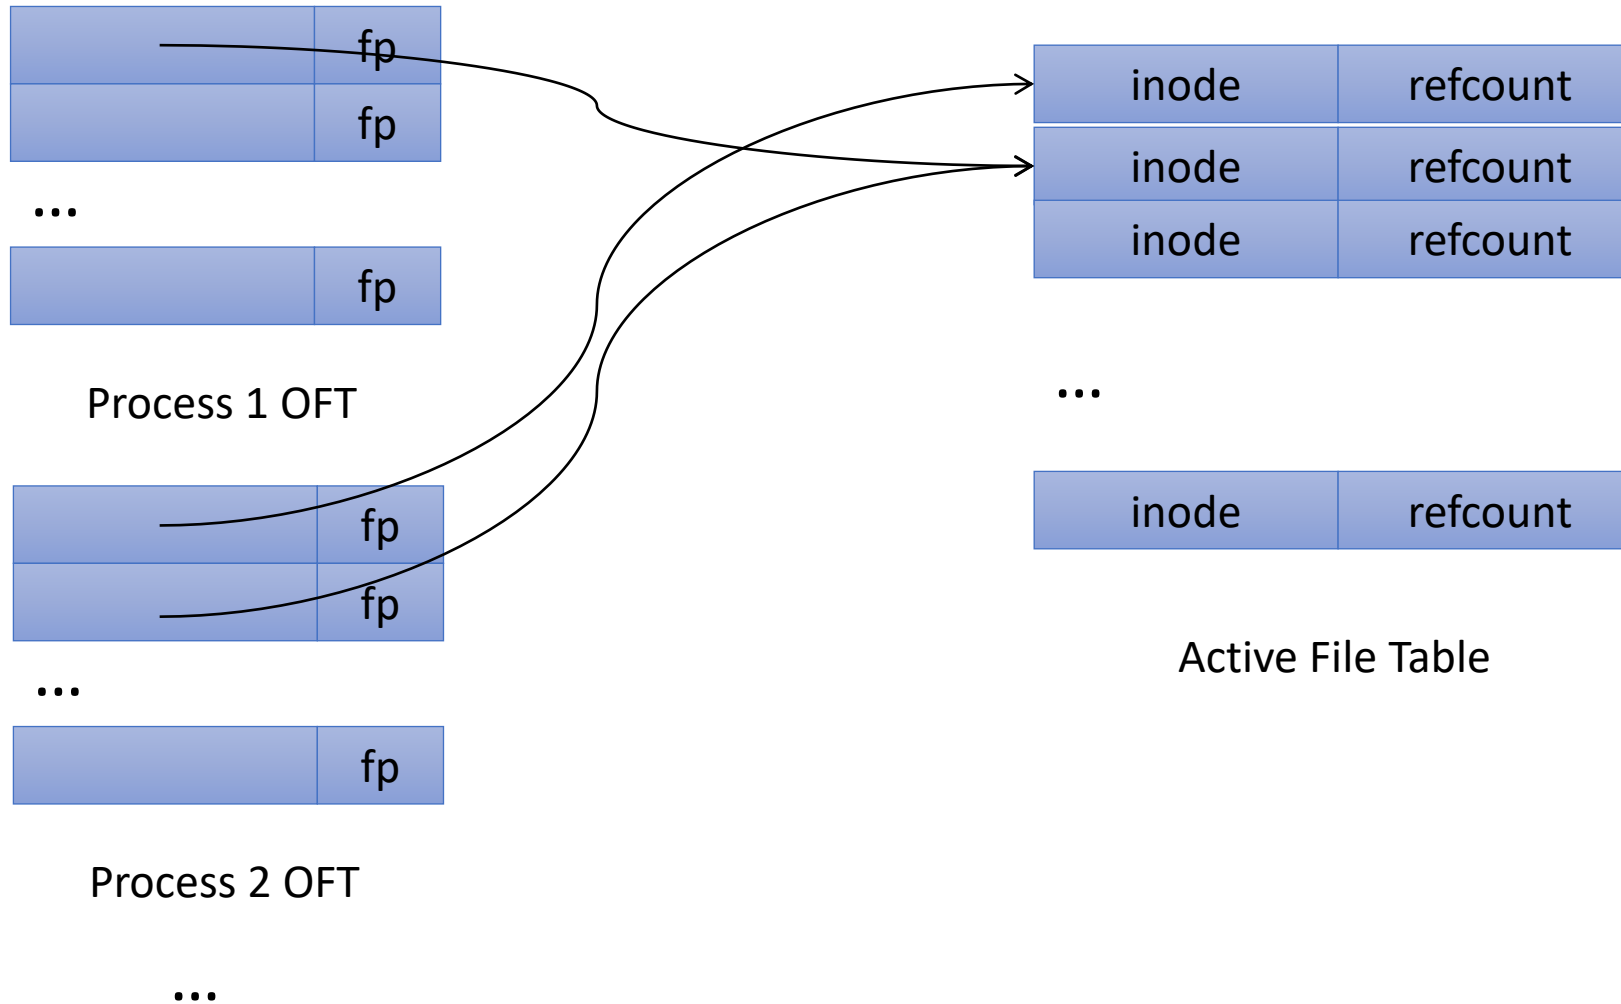 fp
fp
...
fp
Process 1 OFT
fp
fp
...
fp
Process 2 OFT
...
inode refcount
inode refcount
inode refcount
...
inode refcount
Active File Table